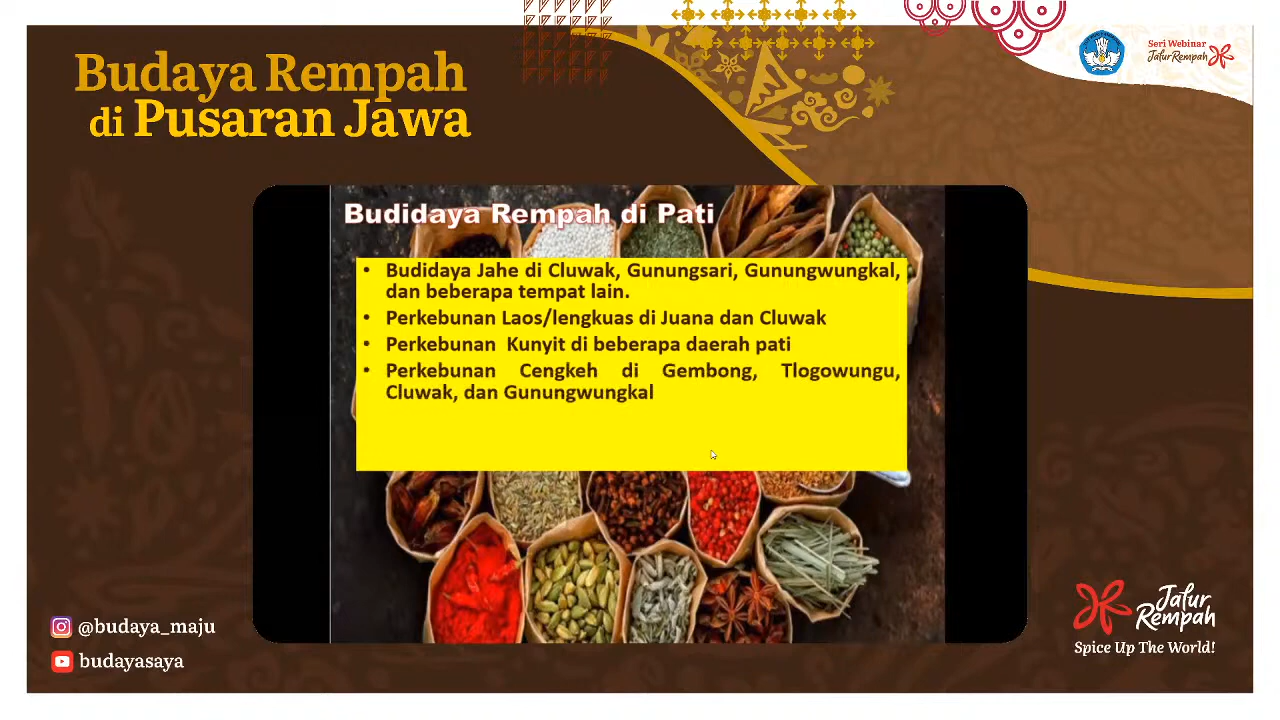 Budaya Rempah
di Pusaran Jawa
Seri Webinar
Jalur Rempah
Budidaya Rempah di Pati
• Budidaya Jahe di Cluwak, Gunungsari, Gunungwungkal,
dan beberapa tempat lain.
• Perkebunan Laos/lengkuas di Juana dan Cluwak
• Perkebunan Kunyit di beberapa daerah pati
• Perkebunan Cengkeh di Gembong, Tlogowungu,
Cluwak, dan Gunungwungkal
@budaya_maju
budayasaya
Jalur
Rempah
Spice Up The World!